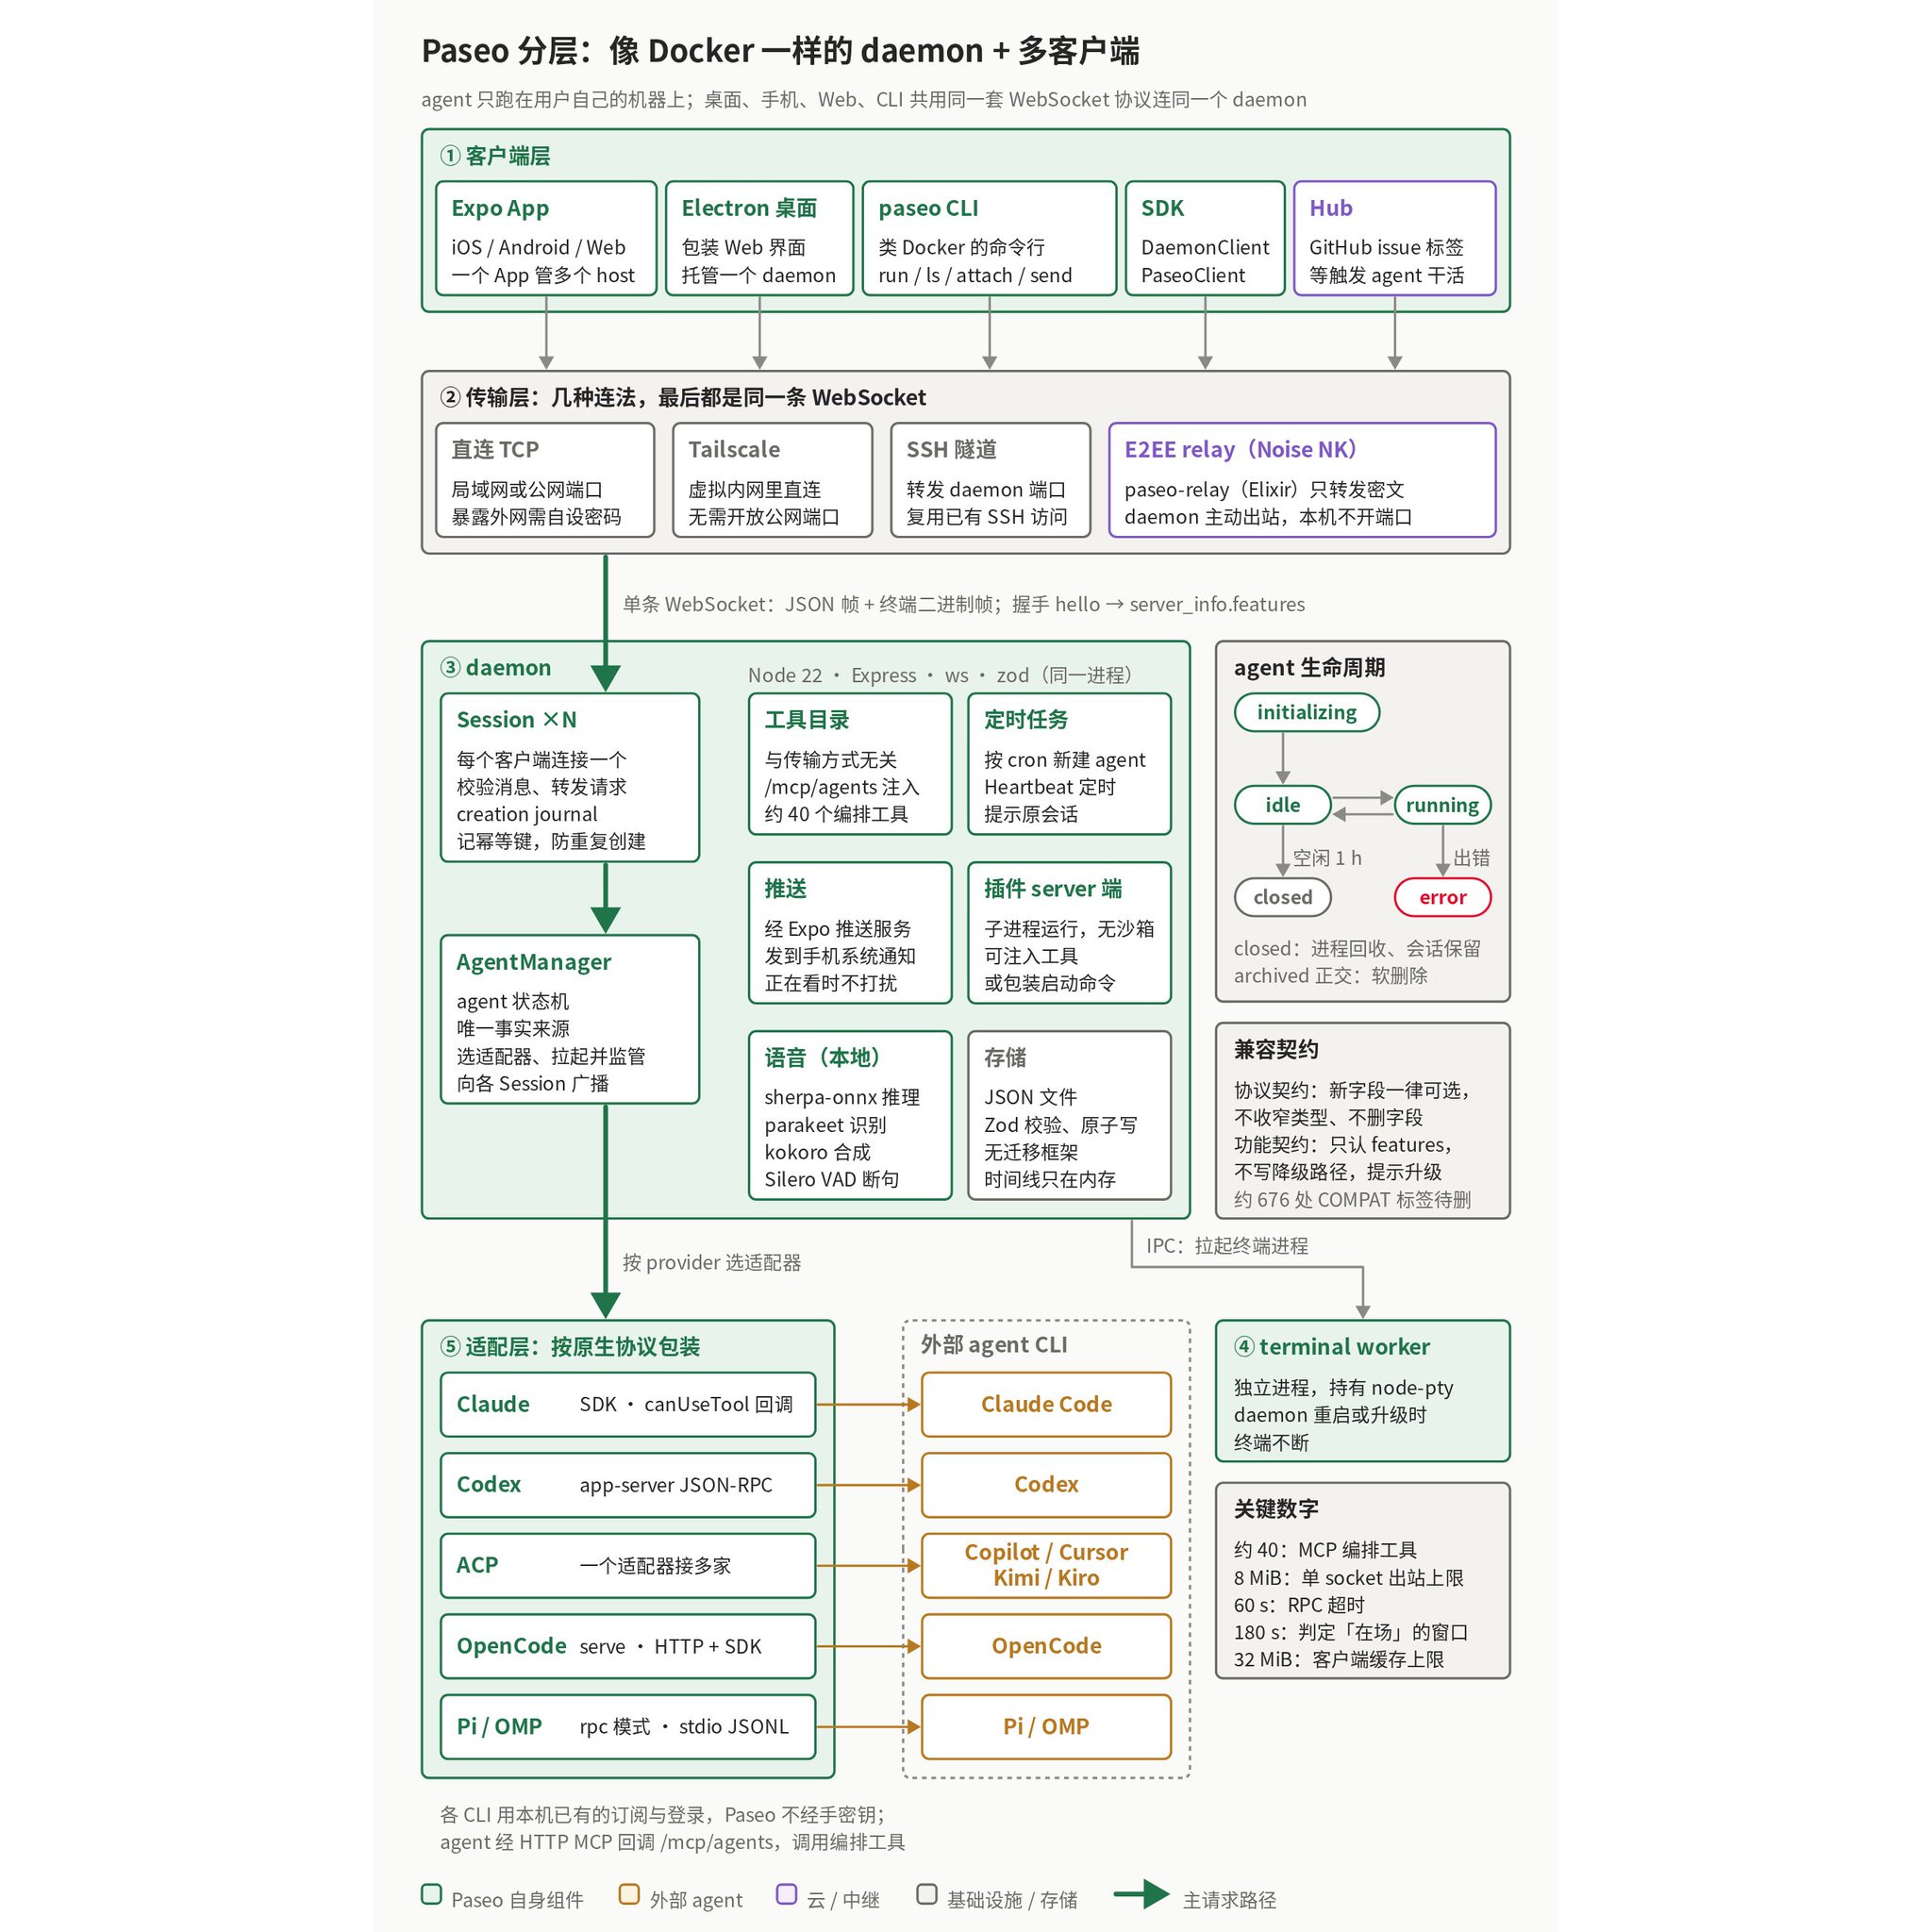 Paseo 分层：像 Docker 一样的 daemon + 多客户端
agent 只跑在用户自己的机器上；桌面、手机、Web、CLI 共用同一套 WebSocket 协议连同一个 daemon
① 客户端层
Expo App
iOS / Android / Web
一个 App 管多个 host
Electron 桌面
包装 Web 界面
托管一个 daemon
paseo CLI
类 Docker 的命令行
run / ls / attach / send
SDK
DaemonClient
PaseoClient
Hub
GitHub issue 标签
等触发 agent 干活
② 传输层：几种连法，最后都是同一条 WebSocket
直连 TCP
局域网或公网端口
暴露外网需自设密码
Tailscale
虚拟内网里直连
无需开放公网端口
SSH 隧道
转发 daemon 端口
复用已有 SSH 访问
E2EE relay（Noise NK）
paseo-relay（Elixir）只转发密文
daemon 主动出站，本机不开端口
单条 WebSocket：JSON 帧 + 终端二进制帧；握手 hello → server_info.features
③ daemon
Node 22 · Express · ws · zod（同一进程）
Session ×N
每个客户端连接一个
校验消息、转发请求
creation journal
记幂等键，防重复创建
AgentManager
agent 状态机
唯一事实来源
选适配器、拉起并监管
向各 Session 广播
工具目录
与传输方式无关
/mcp/agents 注入
约 40 个编排工具
定时任务
按 cron 新建 agent
Heartbeat 定时
提示原会话
推送
经 Expo 推送服务
发到手机系统通知
正在看时不打扰
插件 server 端
子进程运行，无沙箱
可注入工具
或包装启动命令
语音（本地）
sherpa-onnx 推理
parakeet 识别
kokoro 合成
Silero VAD 断句
存储
JSON 文件
Zod 校验、原子写
无迁移框架
时间线只在内存
agent 生命周期
initializing
idle
running
空闲 1 h
出错
closed
error
closed：进程回收、会话保留
archived 正交：软删除
兼容契约
协议契约：新字段一律可选，
不收窄类型、不删字段
功能契约：只认 features，
不写降级路径，提示升级
约 676 处 COMPAT 标签待删
按 provider 选适配器
IPC：拉起终端进程
⑤ 适配层：按原生协议包装
Claude SDK · canUseTool 回调
Codex app-server JSON-RPC
ACP 一个适配器接多家
OpenCode serve · HTTP + SDK
Pi / OMP rpc 模式 · stdio JSONL
外部 agent CLI
Claude Code
Codex
Copilot / Cursor
Kimi / Kiro
OpenCode
Pi / OMP
④ terminal worker
独立进程，持有 node-pty
daemon 重启或升级时
终端不断
关键数字
约 40：MCP 编排工具
8 MiB：单 socket 出站上限
60 s：RPC 超时
180 s：判定「在场」的窗口
32 MiB：客户端缓存上限
各 CLI 用本机已有的订阅与登录，Paseo 不经手密钥；
agent 经 HTTP MCP 回调 /mcp/agents，调用编排工具
Paseo 自身组件
外部 agent
云 / 中继
基础设施 / 存储
主请求路径